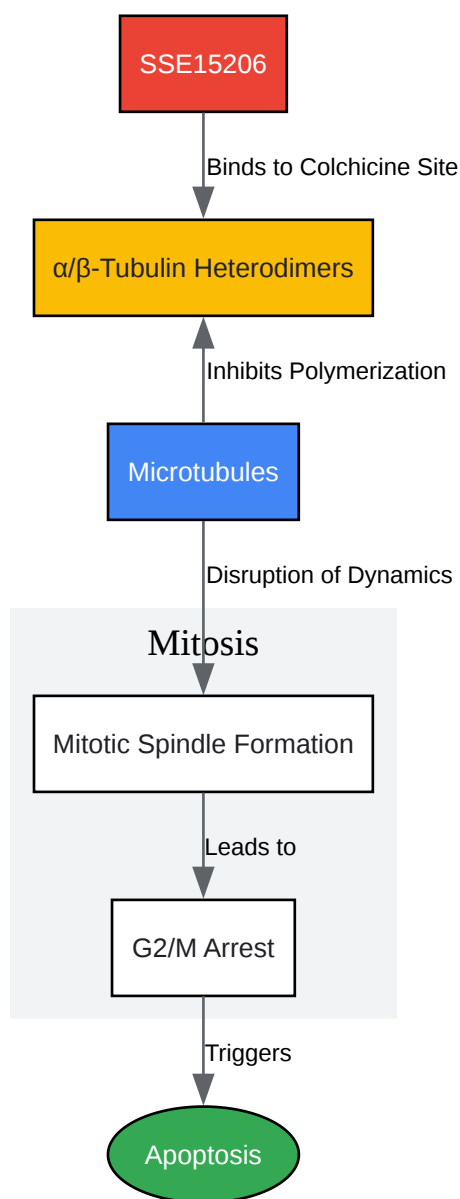 SSE15206
Binds to Colchicine Site
α/β-Tubulin Heterodimers
Inhibits Polymerization
Microtubules
Disruption of Dynamics
Mitosis
Mitotic Spindle Formation
Leads to
G2/M Arrest
Triggers
Apoptosis